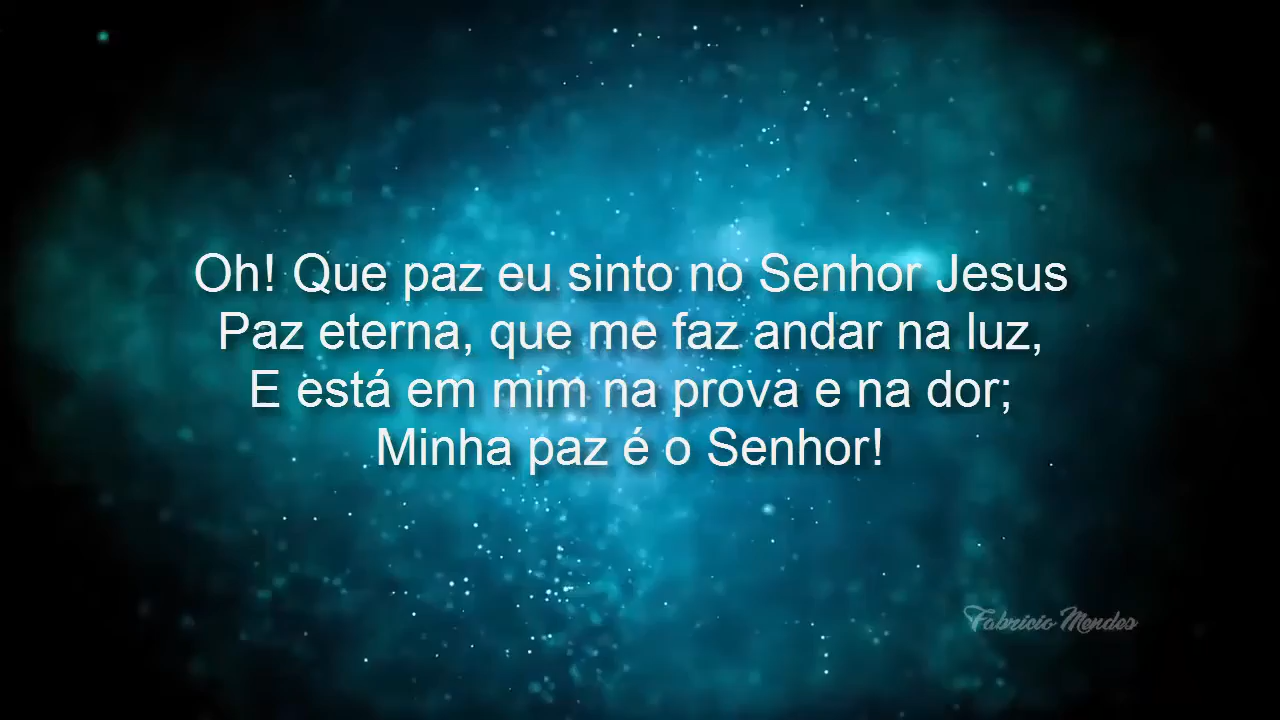 Oh! Que paz eu sinto no Senhor Jesus
Paz eterna, que me faz andar na luz,
E está em mim na prova e na dor;
Minha paz é o Senhor!
Fabricio Mendes